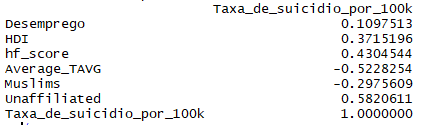 Taxa_de_suicidio_por_100k
Desemprego 0.1097513
HDI 0.3715196
hf_score 0.4304544
Average_TAVG -0.5228254
Muslims -0.2975609
Unaffiliated 0.5820611
Taxa_de_suicidio_por_100k 1.0000000